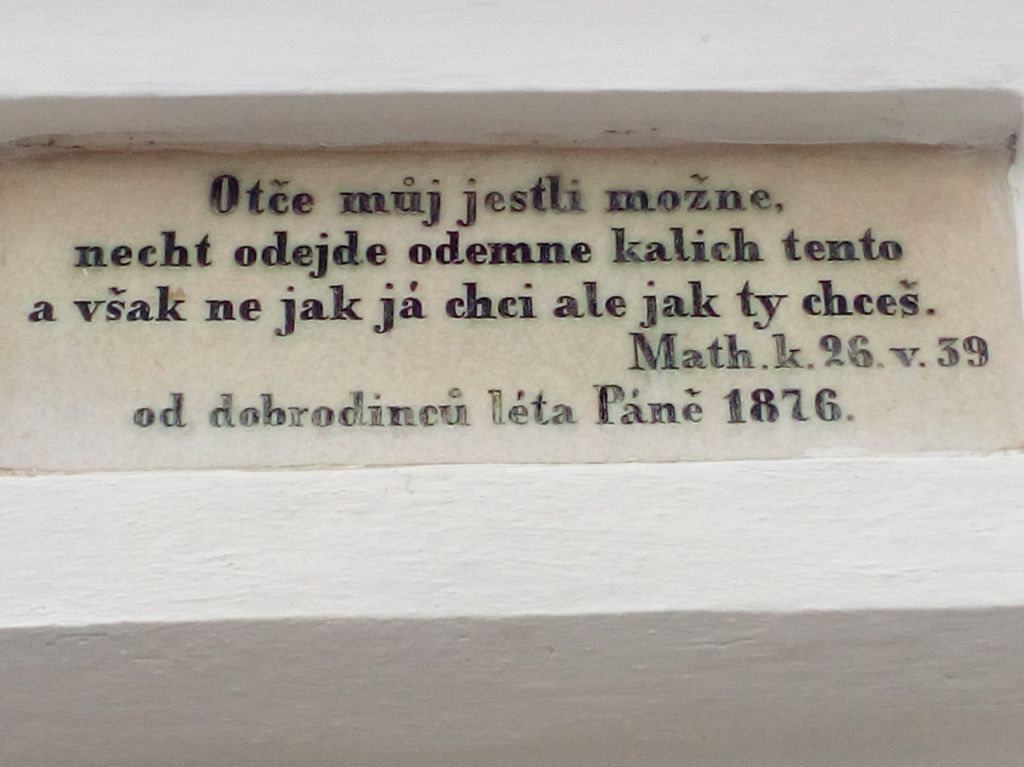 Otče můj jestli možne,
necht odejde odemne kalich tento
a však ne jak já chci ale jak ty chceš.
Math. k. 26. v. 39
od dobrodinců léta Páně 1876.